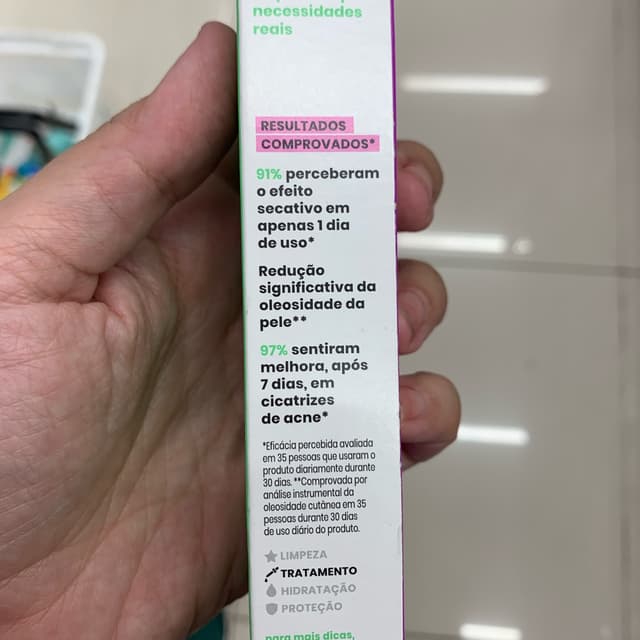 necessidades
reais
RESULTADOS
COMPROVADOS*
91% perceberam
o efeito
secativo em
apenas 1 dia
de uso*
Redução
significativa da
oleosidade da
pele**
97% sentiram
melhora, após
7 dias, em
cicatrizes
de acne*
*Eficácia percebida avaliada
em 35 pessoas que usaram o
produto diariamente durante
30 dias. **Comprovada por
análise instrumental da
oleosidade cutânea em 35
pessoas durante 30 dias
de uso diário do produto.
LIMPEZA
TRATAMENTO
HIDRATAÇÃO
PROTEÇÃO
para mais dicas,